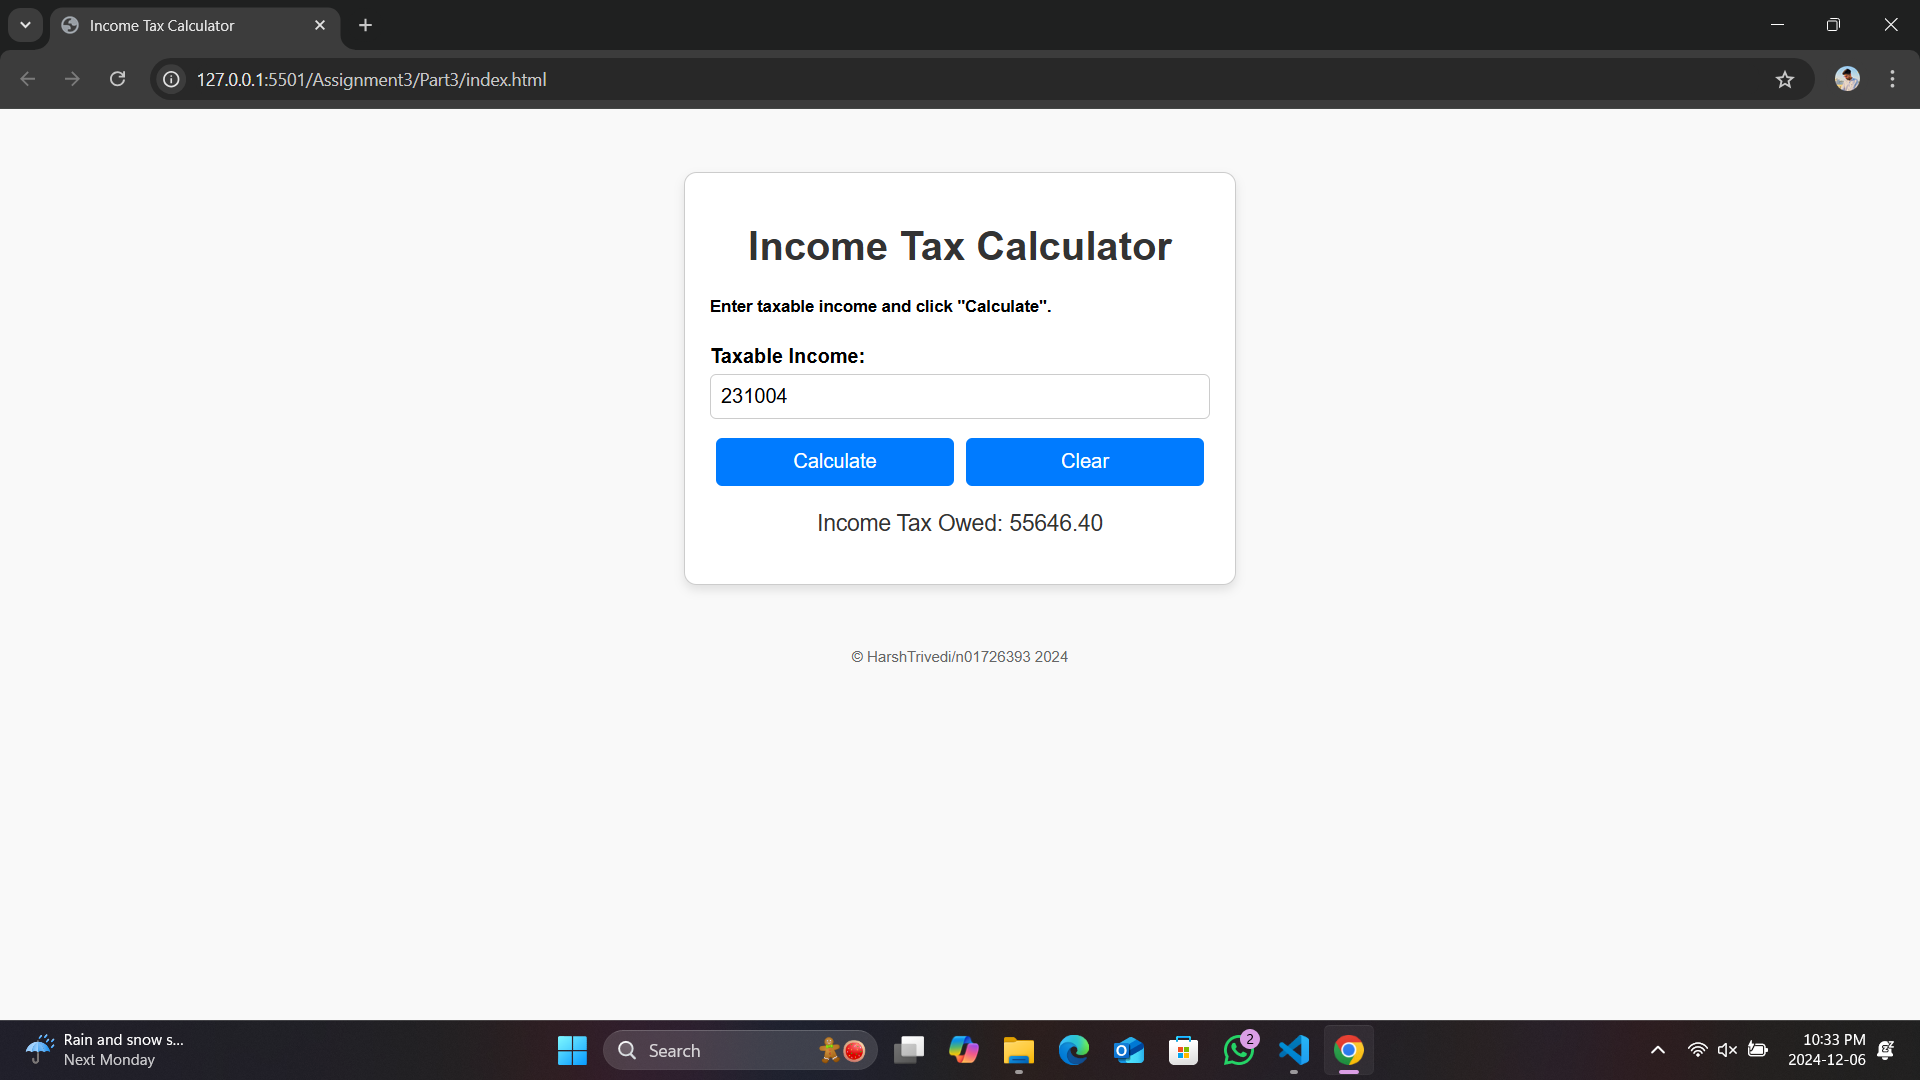 Income Tax Calculator
127.0.0.1:5501/Assignment3/Part3/index.html
Income Tax Calculator
Enter taxable income and click "Calculate".
Taxable Income:
231004
Calculate Clear
Income Tax Owed: 55646.40
© HarshTrivedi/n01726393 2024
Rain and snow s...
Next Monday
Search
2
10:33 PM
2024-12-06